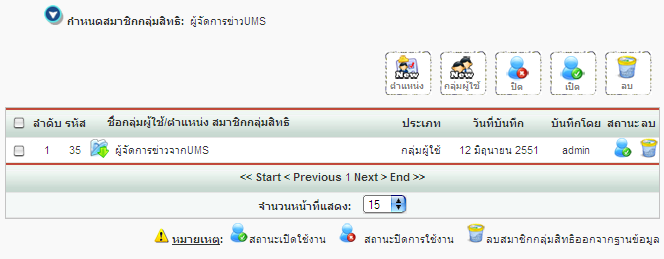 กำหนดสมาชิกกลุ่มสิทธิ: ผู้จัดการข่าวUMS
New New
ตำแหน่ง กลุ่มผู้ใช้ ปิด เปิด ลบ
ลำดับ รหัส ชื่อกลุ่มผู้ใช้/ตำแหน่ง สมาชิกกลุ่มสิทธิ ประเภท วันที่บันทึก บันทึกโดย สถานะ ลบ
1 35 ผู้จัดการข่าวจากUMS กลุ่มผู้ใช้ 12 มิถุนายน 2551 admin
<< Start < Previous 1 Next > End >>
จำนวนหน้าที่แสดง: 15
หมายเหตุ: สถานะเปิดใช้งาน สถานะปิดการใช้งาน ลบสมาชิกกลุ่มสิทธิออกจากฐานข้อมูล